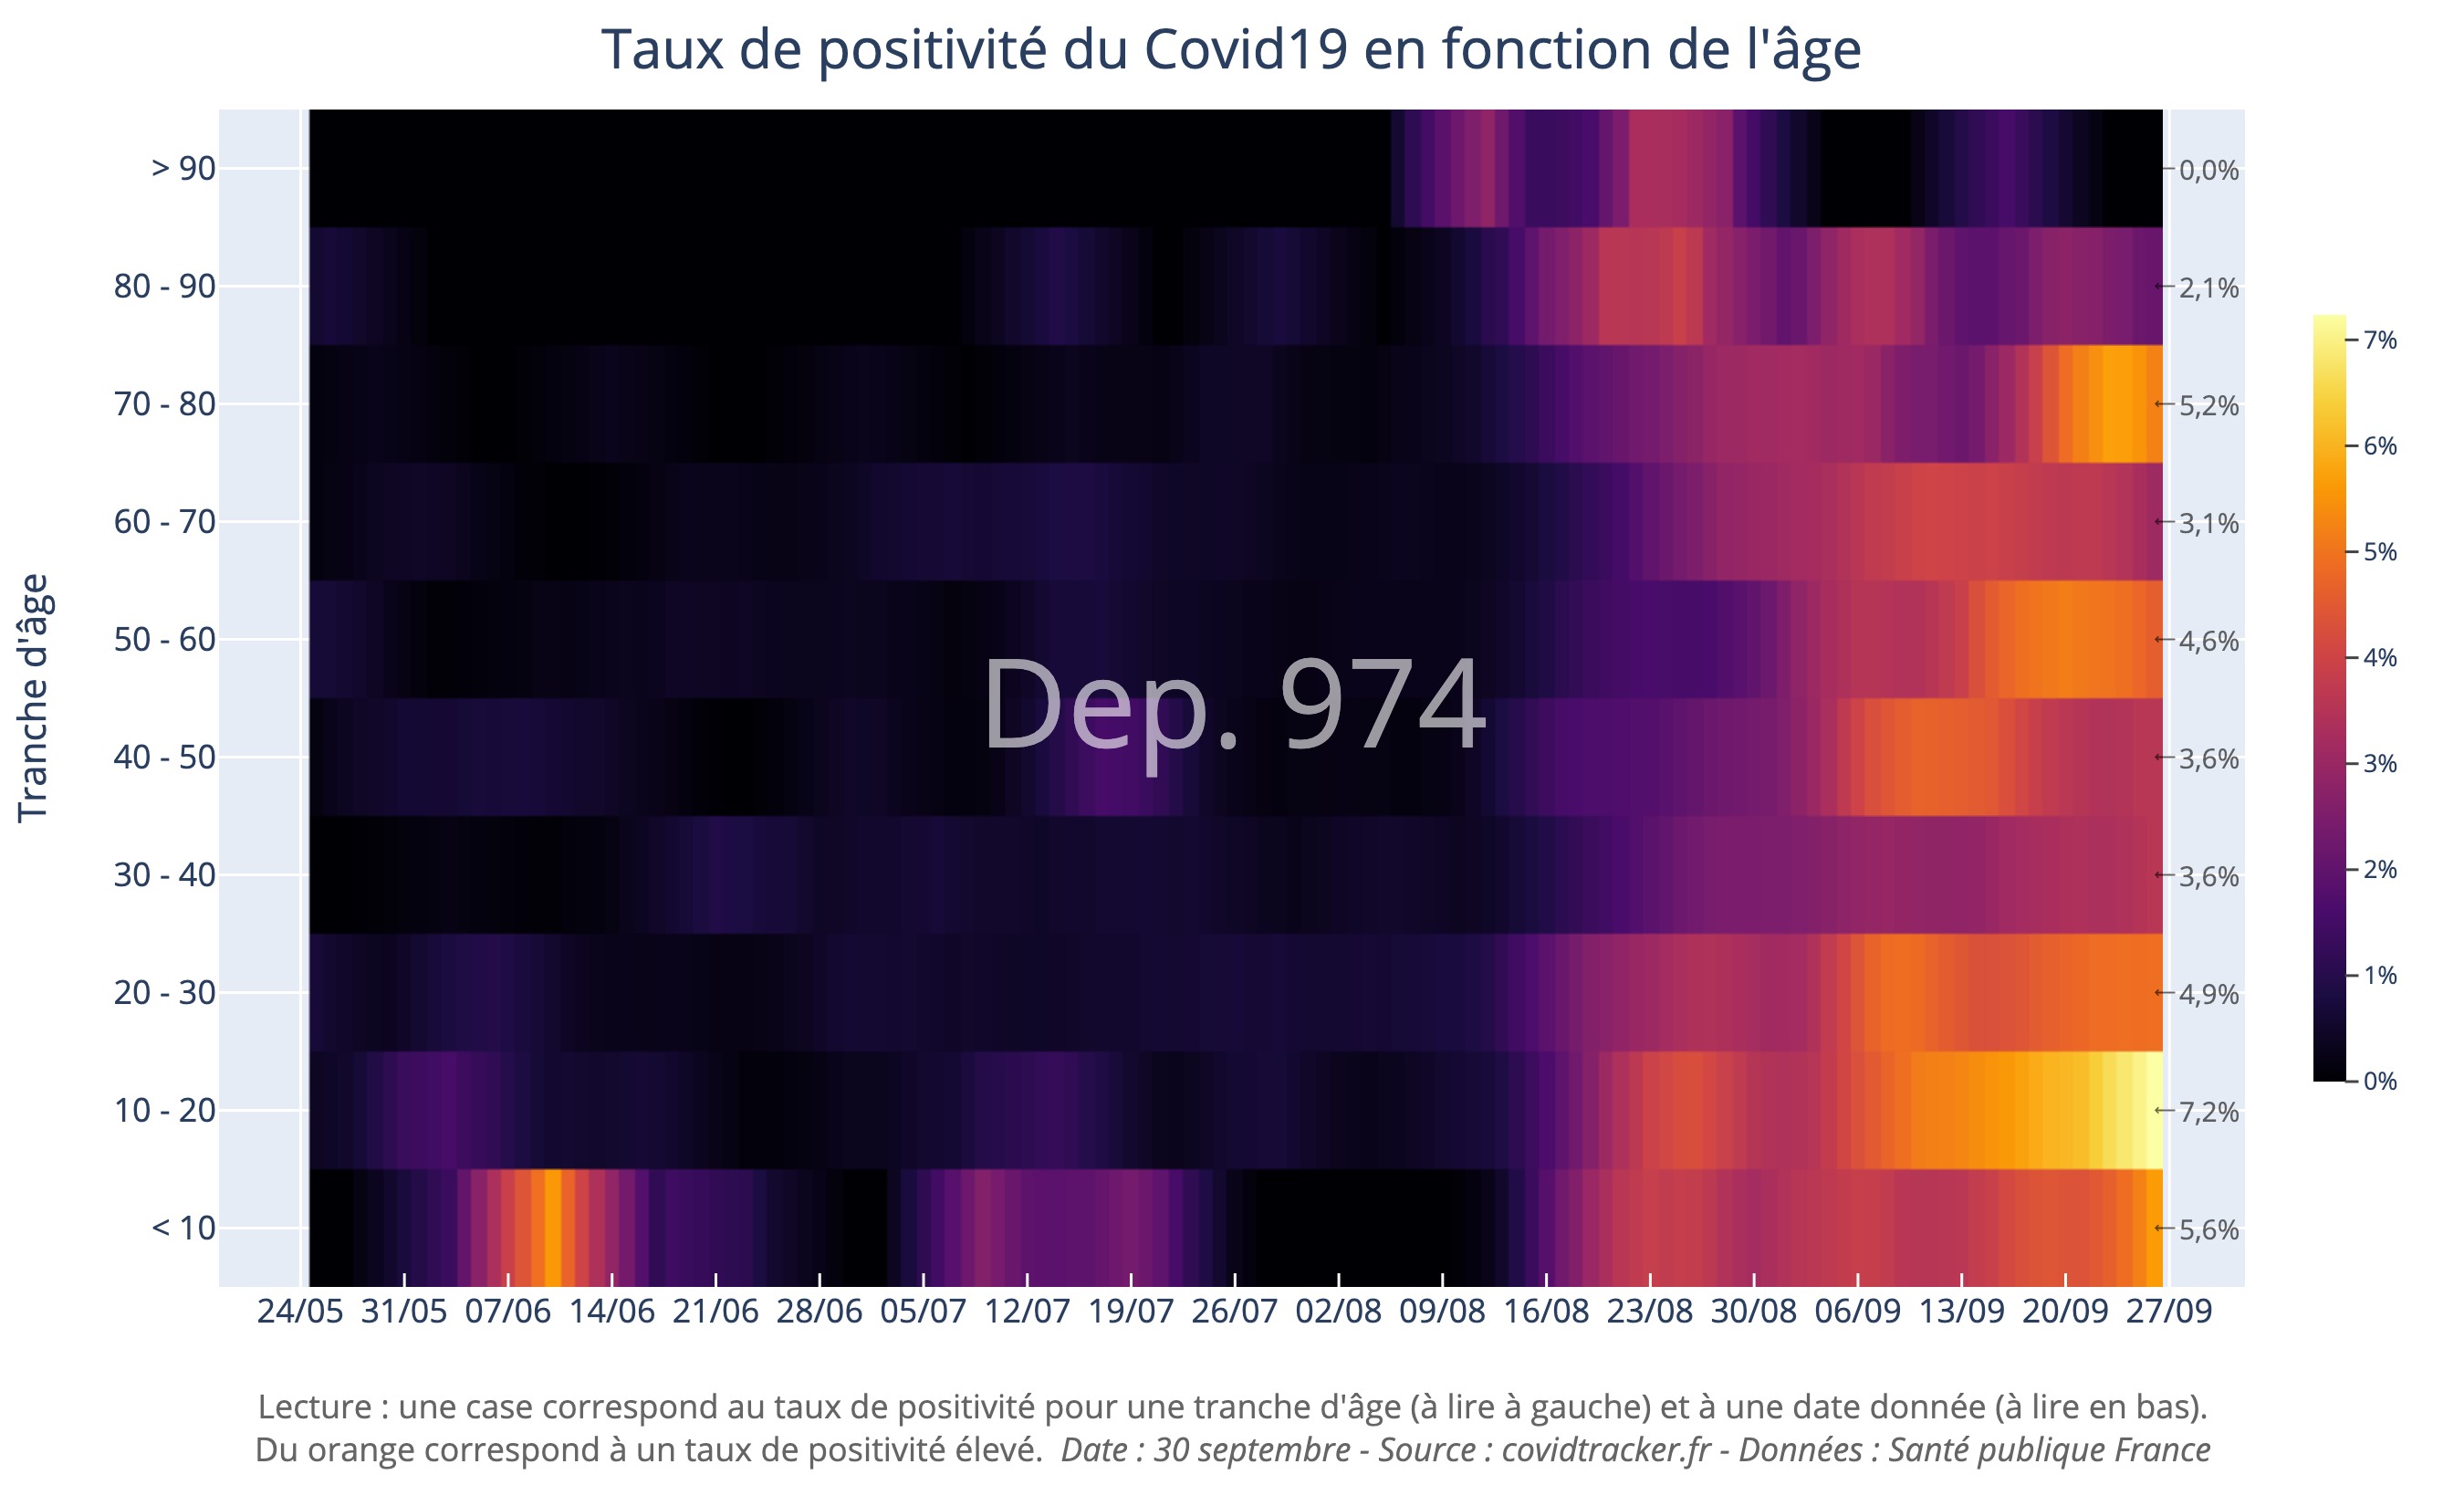 Taux de positivité du Covid19 en fonction de l'âge
Tranche d'âge
> 90
80 - 90
70 - 80
60 - 70
50 - 60
40 - 50
30 - 40
20 - 30
10 - 20
< 10
Dep. 974
0,0%
2,1%
5,2%
3,1%
4,6%
3,6%
3,6%
4,9%
7,2%
5,6%
7%
6%
5%
4%
3%
2%
1%
0%
24/05 31/05 07/06 14/06 21/06 28/06 05/07 12/07 19/07 26/07 02/08 09/08 16/08 23/08 30/08 06/09 13/09 20/09 27/09
Lecture : une case correspond au taux de positivité pour une tranche d'âge (à lire à gauche) et à une date donnée (à lire en bas).
Du orange correspond à un taux de positivité élevé. Date : 30 septembre - Source : covidtracker.fr - Données : Santé publique France